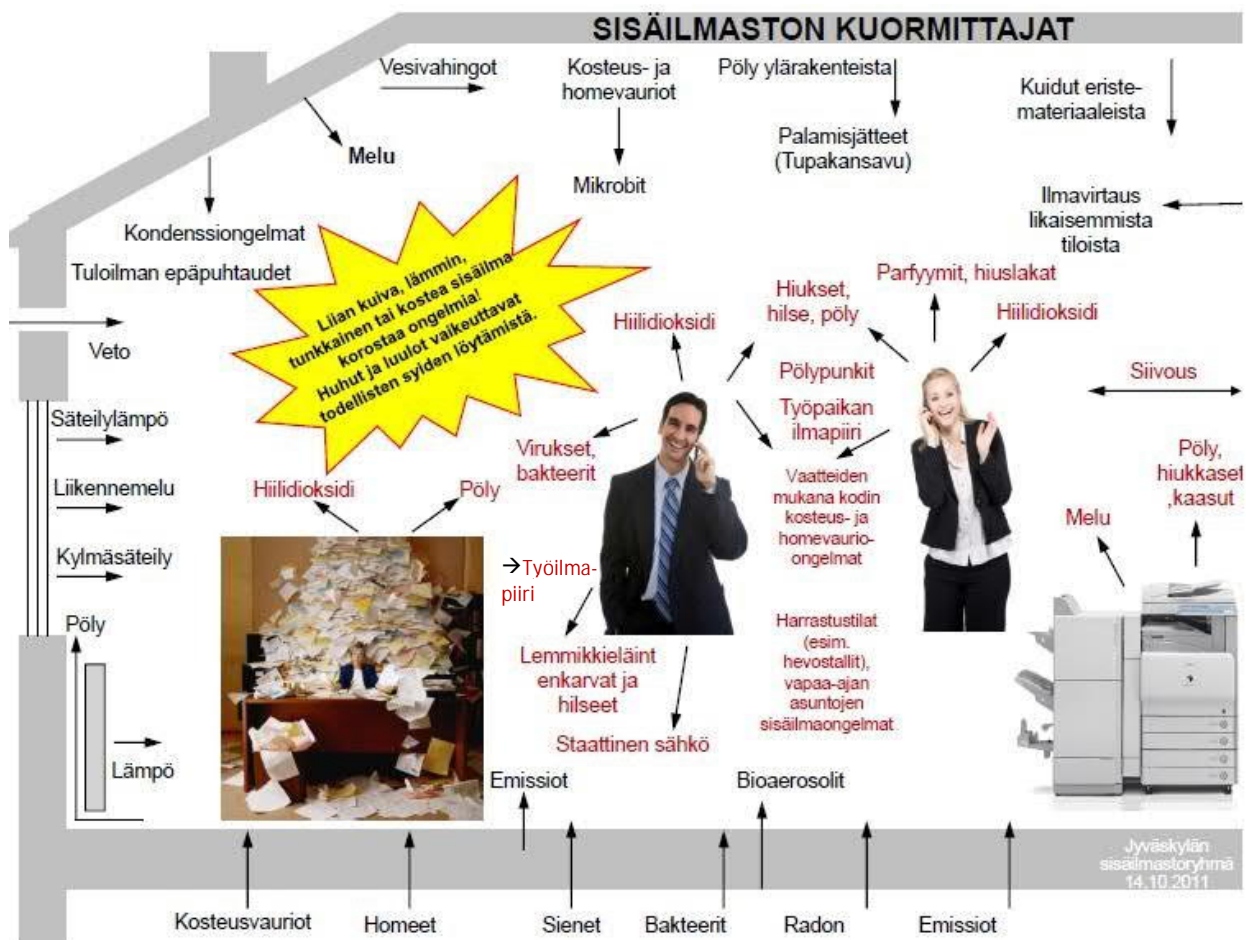 SISÄILMASTON KUORMITTAJAT
Vesivahingot
Kosteus- ja
homevauriot
Pöly ylärakenteista
Kuidut eriste-
materiaaleista
Melu
Mikrobit
Palamisjätteet
(Tupakansavu)
Ilmavirtaus
likaisemmista
tiloista
Kondenssiongelmat
Tuloilman epäpuhtaudet
Veto
Liian kuiva, lämmin,
tunkkainen tai kostea sisäilma
korostaa ongelmia!
Huhut ja luulot vaikeuttavat
todellisten syiden löytämistä.
Hiilidioksidi
Hiukset,
hilse, pöly
Parfyymit, hiuslakat
Hiilidioksidi
Pölypunkit
Työpaikan
ilmapiiri
Siivous
Säteilylämpö
Liikennemelu
Kylmäsäteily
Virukset,
bakteerit
Hiilidioksidi
Pöly
Vaatteiden
mukana kodin
kosteus- ja
homevaurio-
ongelmat
Melu
Pöly,
hiukkaset
,kaasut
→Työilma-
piiri
Pöly
Lämpö
Lemmikkieläint
enkarvat ja
hilseet
Staattinen sähkö
Harrastustilat
(esim.
hevostallit),
vapaa-ajan
asuntojen
sisäilmaongelmat
Emissiot
Bioaerosolit
Jyväskylän
sisäilmastoryhmä
14.10.2011
Kosteusvauriot
Homeet
Sienet
Bakteerit
Radon
Emissiot